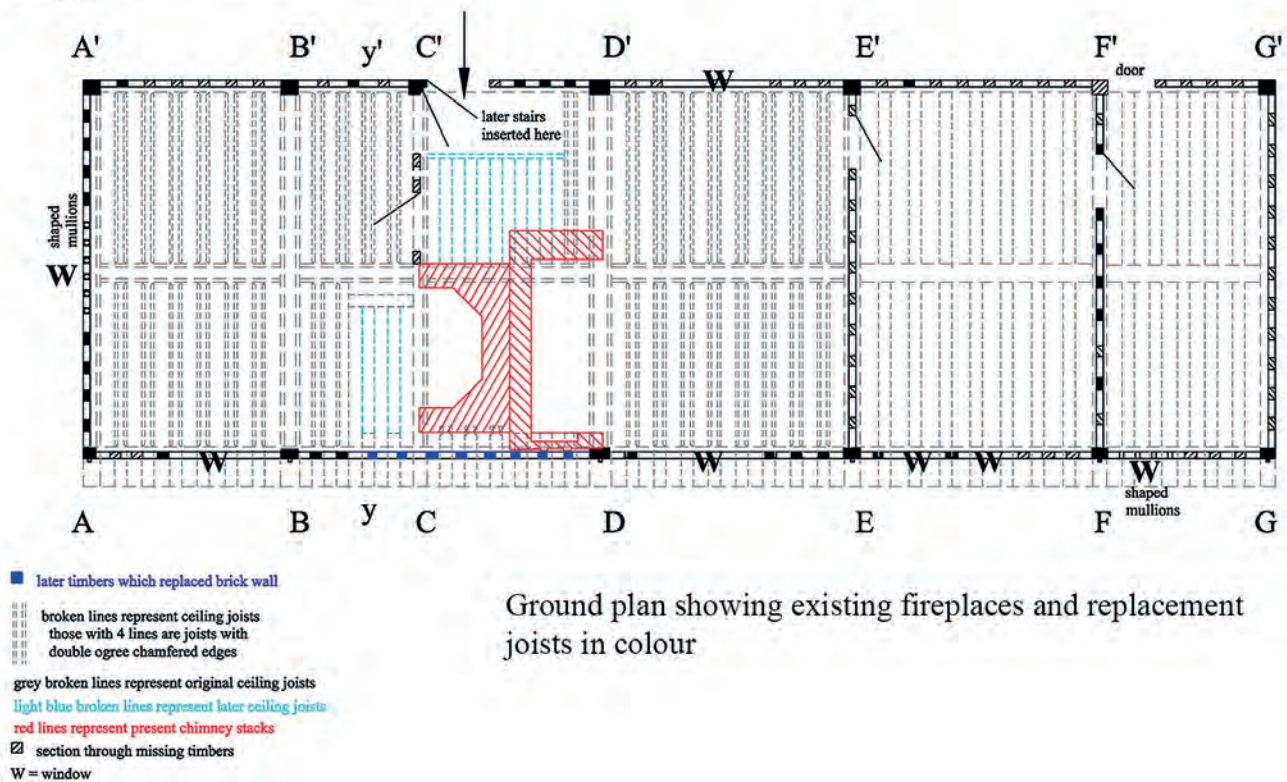 A' B' y' C' D' E' F' G'
W
door
later stairs
inserted here
shaped
mullions
W
W W W W W
shaped
mullions
A B y C D E F G
later timbers which replaced brick wall
broken lines represent ceiling joists
those with 4 lines are joists with
double ogree chamfered edges
grey broken lines represent original ceiling joists
light blue broken lines represent later ceiling joists
red lines represent present chimney stacks
section through missing timbers
W = window
Ground plan showing existing fireplaces and replacement
joists in colour